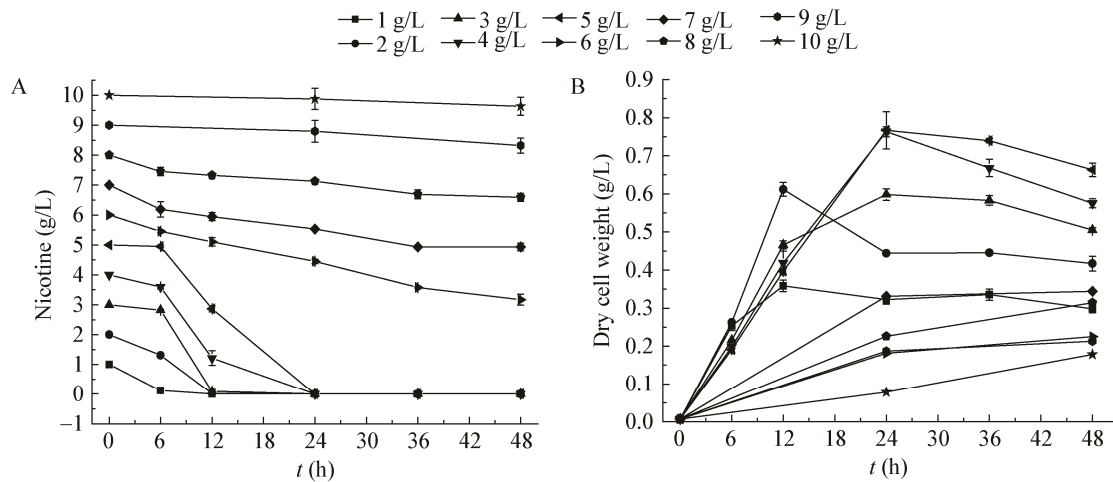 1 g/L 3 g/L 5 g/L 7 g/L 9 g/L
2 g/L 4 g/L 6 g/L 8 g/L 10 g/L
A
10
9
8
7
6
5
4
3
2
1
0
–1
Nicotine (g/L)
0 6 12 18 24 30 36 42 48
t (h)
B
0.9
0.8
0.7
0.6
0.5
0.4
0.3
0.2
0.1
0.0
Dry cell weight (g/L)
0 6 12 18 24 30 36 42 48
t (h)